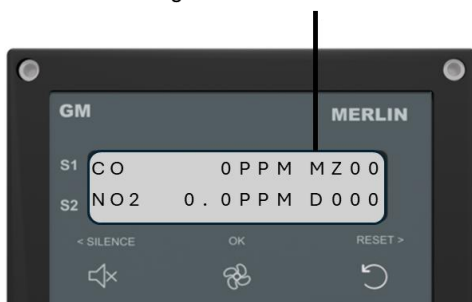 GM MERLIN
S1 CO 0PPM MZ00
S2 NO2 0.0PPM D000
< SILENCE OK RESET >